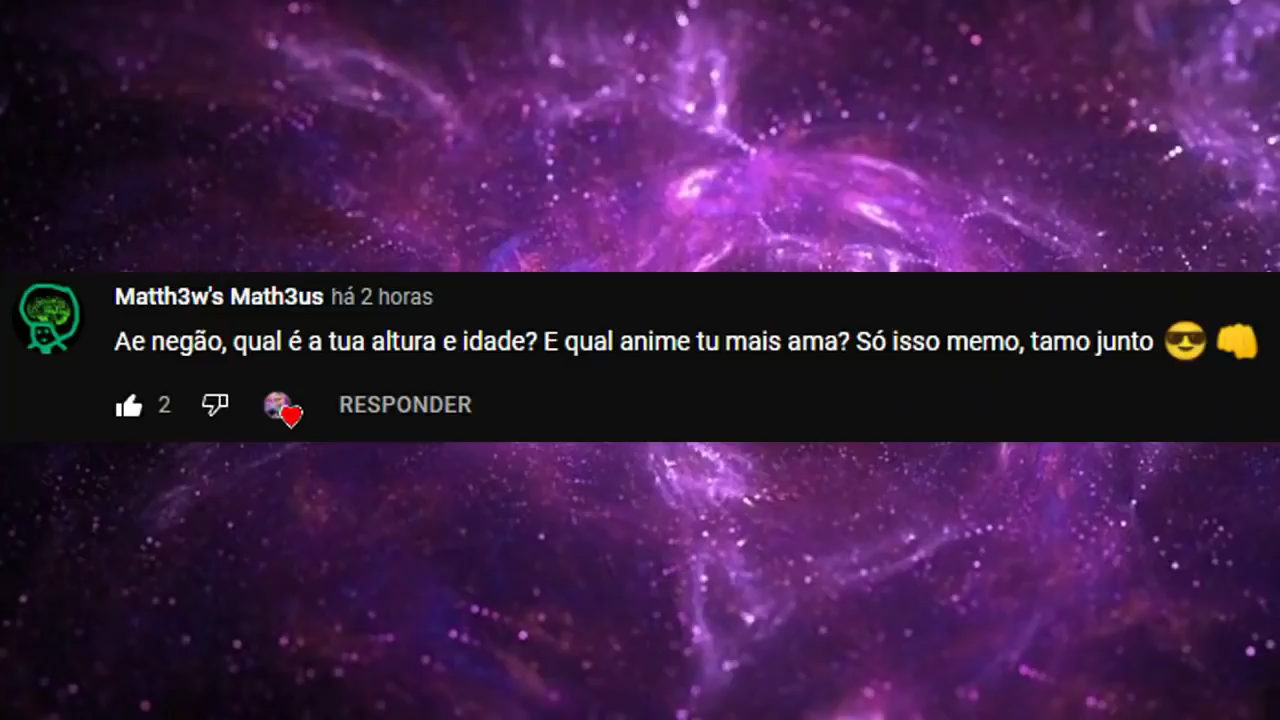 Matth3w's Math3us há 2 horas
Ae negão, qual é a tua altura e idade? E qual anime tu mais ama? Só isso memo, tamo junto 😎 👊
2 RESPONDER